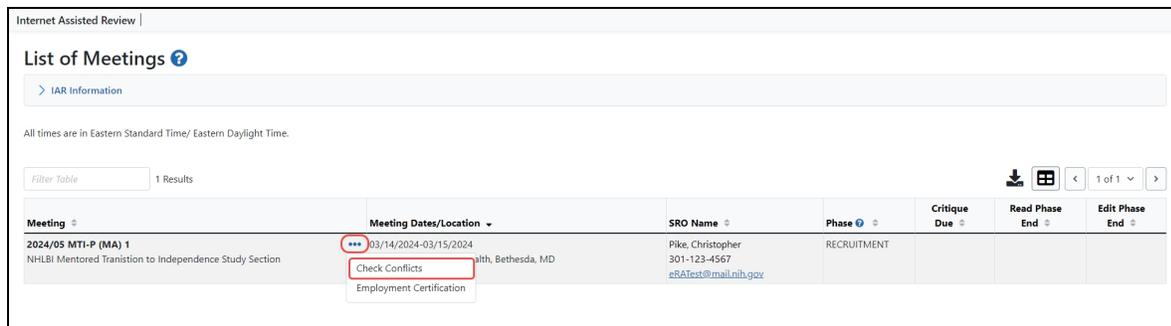 Internet Assisted Review
List of Meetings
IAR Information
All times are in Eastern Standard Time/ Eastern Daylight Time.
Filter Table 1 Results 1 of 1
Meeting Meeting Dates/Location SRO Name Phase Critique Due Read Phase End Edit Phase End
2024/05 MTI-P (MA) 1 03/14/2024-03/15/2024 Pike, Christopher RECRUITMENT
NHLBI Mentored Tranistion to Independence Study Section Bethesda, MD 301-123-4567
Check Conflicts
eRATest@mail.nih.gov
Employment Certification